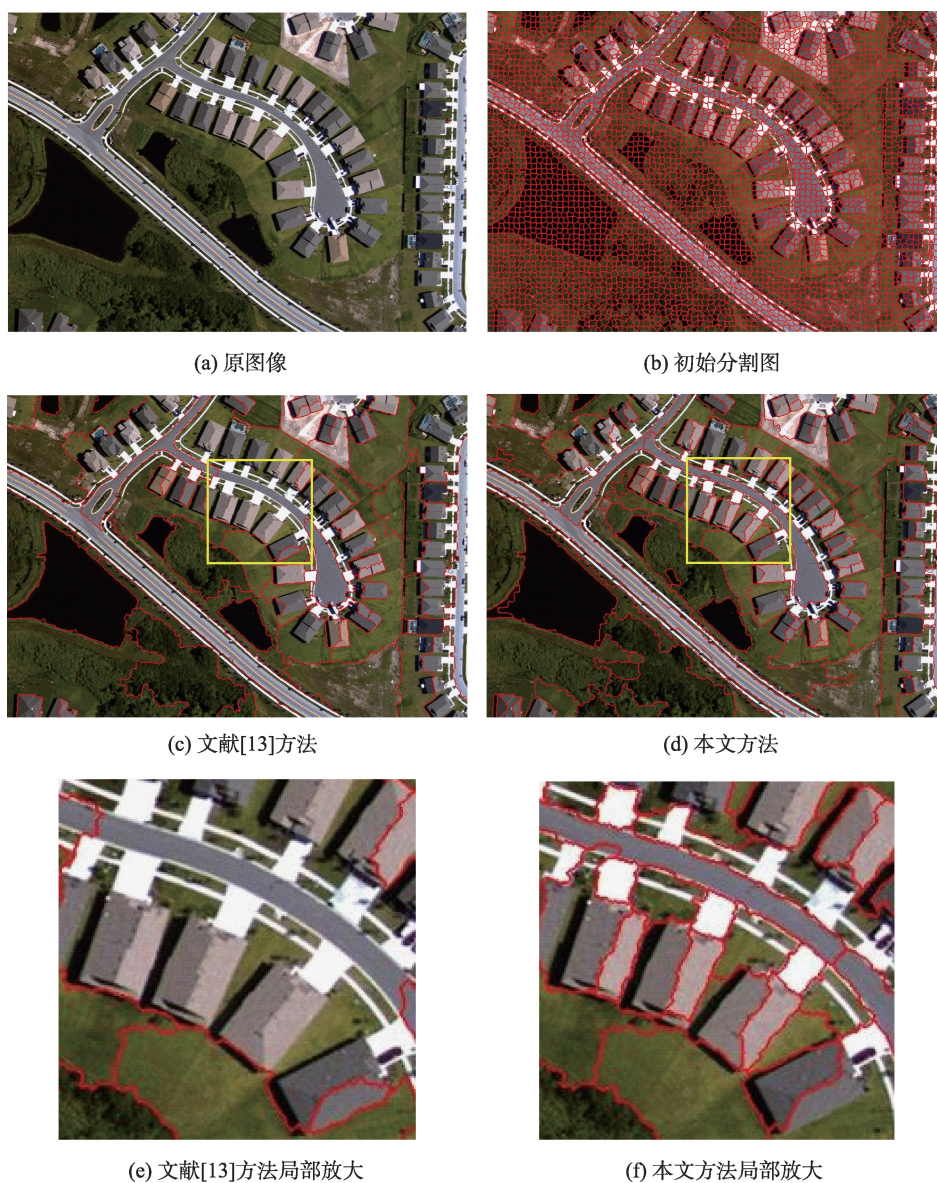 (a) 原图像
(b) 初始分割图
(c) 文献[13]方法
(d) 本文方法
(e) 文献[13]方法局部放大
(f) 本文方法局部放大